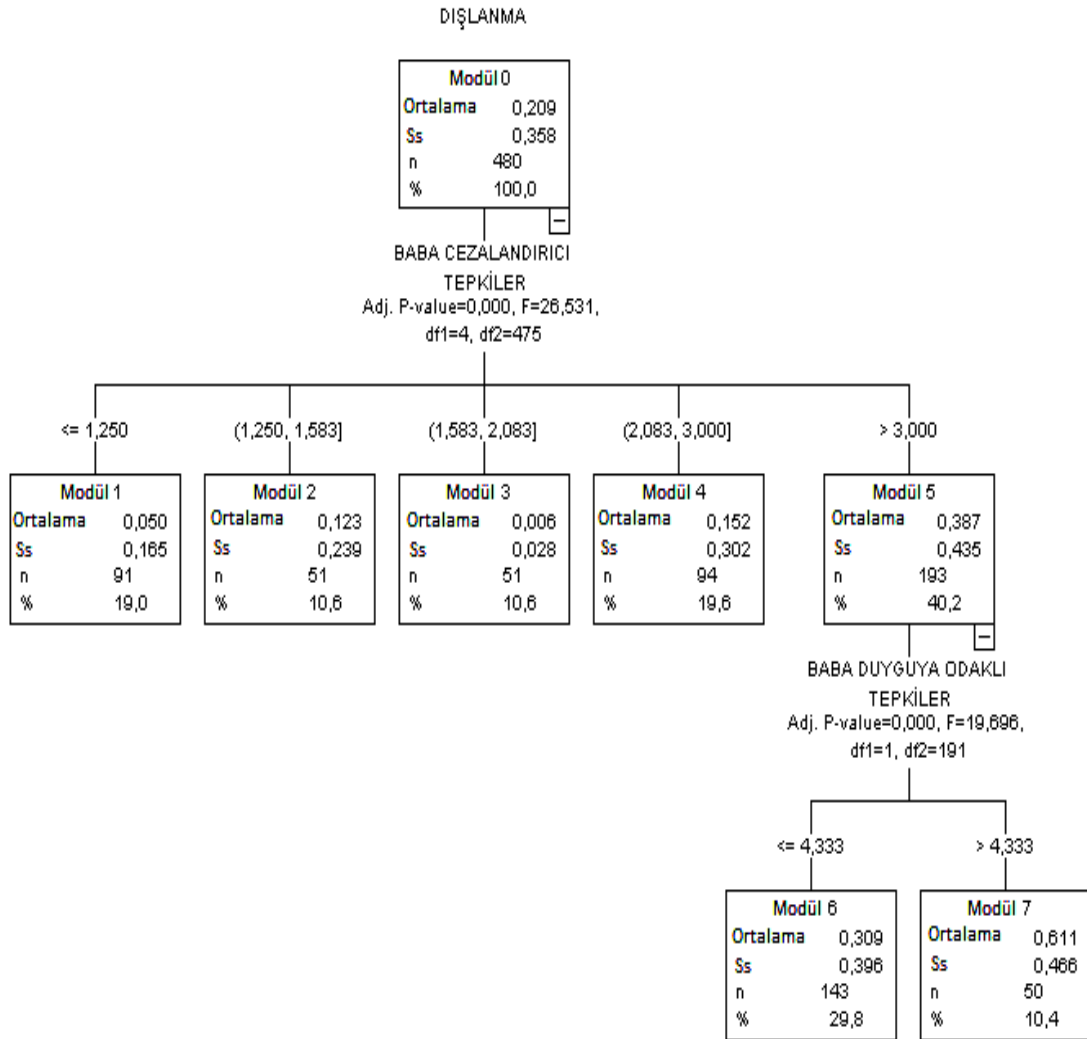 DIŞLANMA
Modül 0
Ortalama 0,209
Ss 0,358
n 480
% 100,0
BABA CEZALANDIRICI
TEPKİLER
Adj. P-value=0,000, F=26,531,
df1=4, df2=475
<= 1,250
(1,250, 1,583]
(1,583, 2,083]
(2,083, 3,000]
> 3,000
Modül 1
Ortalama 0,050
Ss 0,165
n 91
% 19,0
Modül 2
Ortalama 0,123
Ss 0,239
n 51
% 10,6
Modül 3
Ortalama 0,006
Ss 0,028
n 51
% 10,6
Modül 4
Ortalama 0,152
Ss 0,302
n 94
% 19,6
Modül 5
Ortalama 0,387
Ss 0,435
n 193
% 40,2
BABA DUYGUYA ODAKLI
TEPKİLER
Adj. P-value=0,000, F=19,696,
df1=1, df2=191
<= 4,333
> 4,333
Modül 6
Ortalama 0,309
Ss 0,396
n 143
% 29,8
Modül 7
Ortalama 0,611
Ss 0,466
n 50
% 10,4